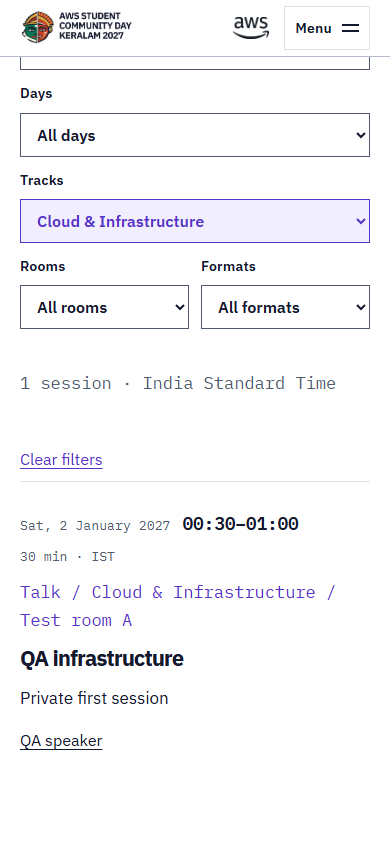 AWS STUDENT
COMMUNITY DAY
KERALAM 2027
aws
Menu
Days
All days
Tracks
Cloud & Infrastructure
Rooms
Formats
All rooms
All formats
1 session · India Standard Time
Clear filters
Sat, 2 January 2027 00:30–01:00
30 min · IST
Talk / Cloud & Infrastructure /
Test room A
QA infrastructure
Private first session
QA speaker